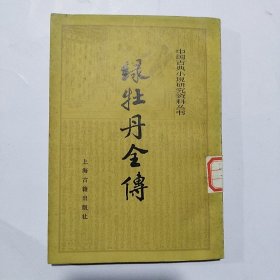 中国古典小说研究资料丛书
绿牡丹全傳
上海古籍出版社